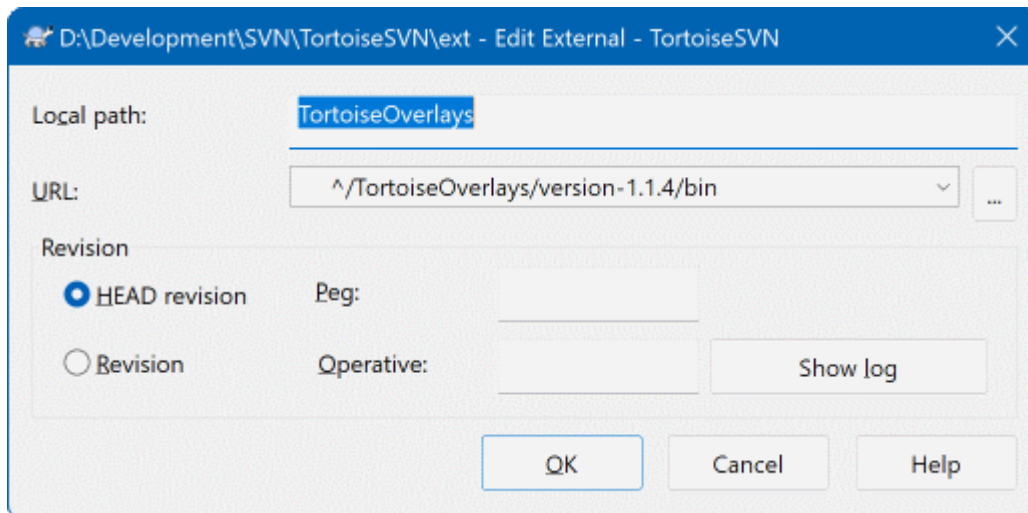 D:\Development\SVN\TortoiseSVN\ext - Edit External - TortoiseSVN
Local path: TortoiseOverlays
URL: ^/TortoiseOverlays/version-1.1.4/bin ...
Revision
HEAD revision Peg:
Revision Operative: Show log
OK Cancel Help